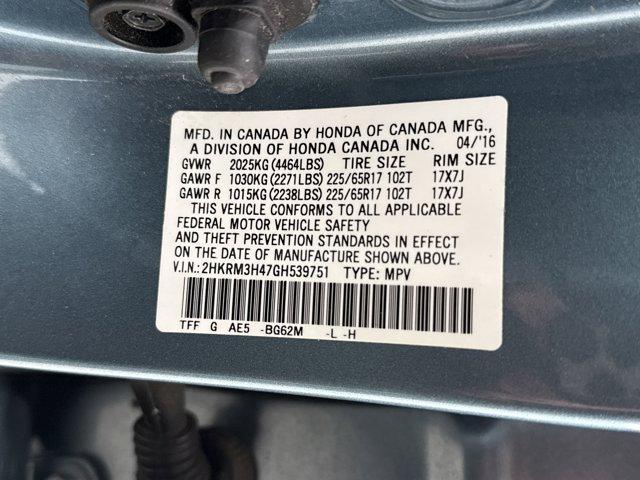 MFD. IN CANADA BY HONDA OF CANADA MFG.,
A DIVISION OF HONDA CANADA INC. 04/'16
GVWR 2025KG (4464LBS) TIRE SIZE RIM SIZE
GAWR F 1030KG (2271LBS) 225/65R17 102T 17X7J
GAWR R 1015KG (2238LBS) 225/65R17 102T 17X7J
THIS VEHICLE CONFORMS TO ALL APPLICABLE
FEDERAL MOTOR VEHICLE SAFETY
AND THEFT PREVENTION STANDARDS IN EFFECT
ON THE DATE OF MANUFACTURE SHOWN ABOVE.
V.I.N.: 2HKRM3H47GH539751 TYPE: MPV
TFF G AE5 -BG62M -L -H